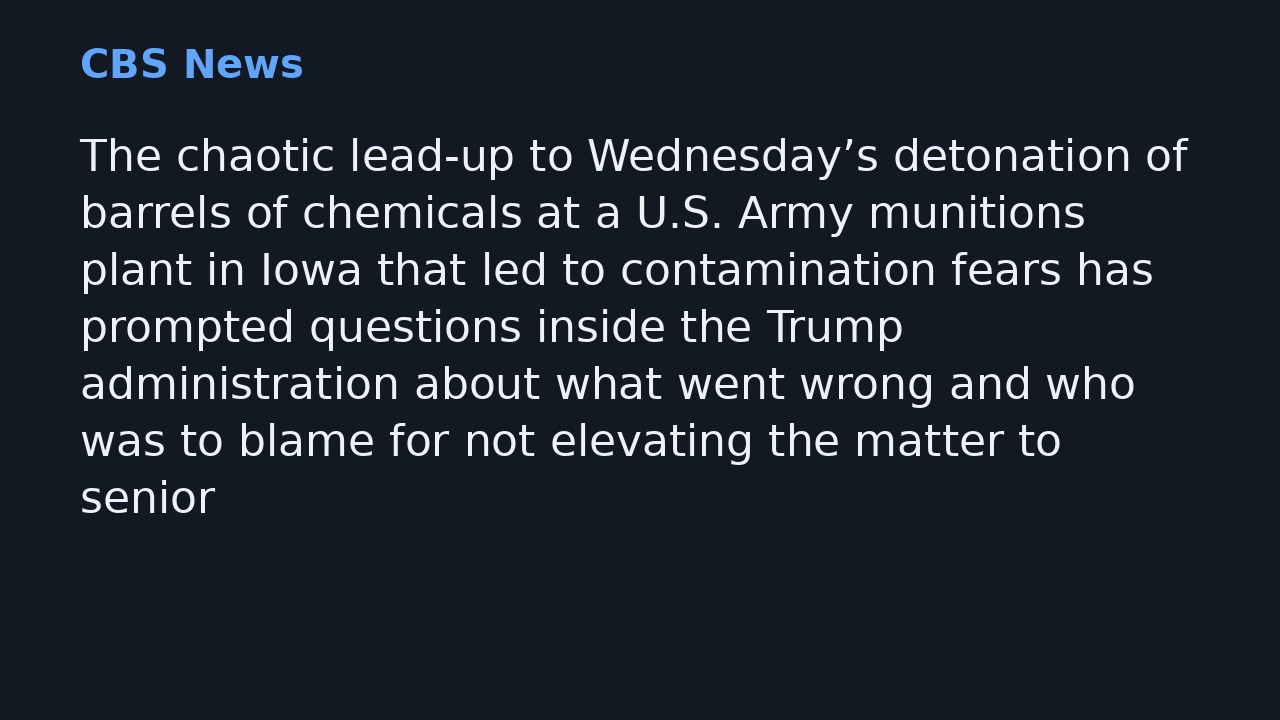 CBS News
The chaotic lead-up to Wednesday’s detonation of
barrels of chemicals at a U.S. Army munitions
plant in Iowa that led to contamination fears has
prompted questions inside the Trump
administration about what went wrong and who
was to blame for not elevating the matter to
senior